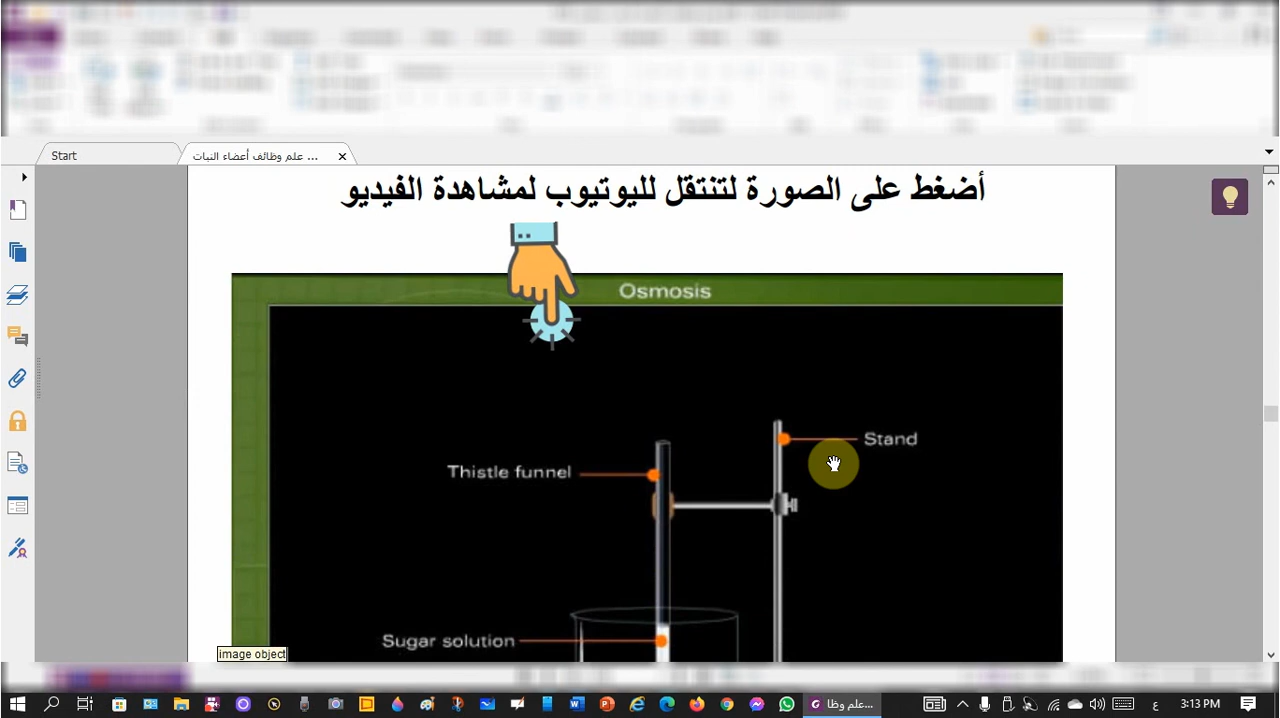 Start
علم وظائف أعضاء النبات ...
أضغط على الصورة لتنتقل لليوتيوب لمشاهدة الفيديو
Osmosis
Stand
Thistle funnel
Sugar solution
image object
علم وظا...
ع
3:13 PM